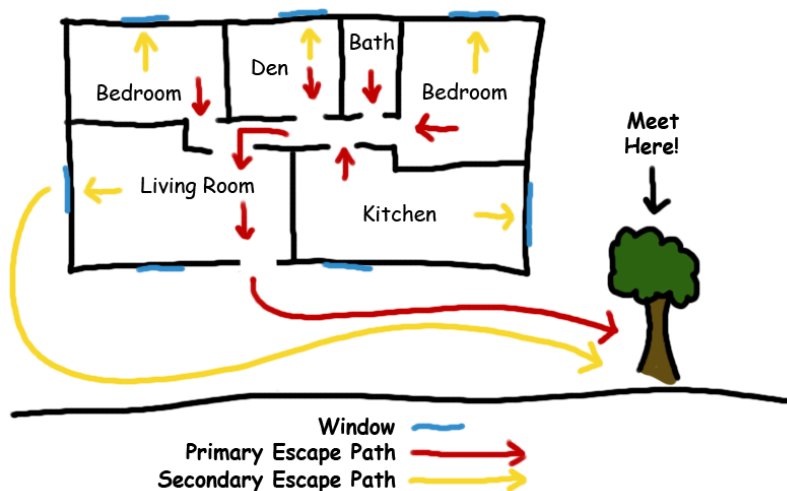 Bath
Den
Bedroom
Bedroom
Meet
Here!
Living Room
Kitchen
Window
Primary Escape Path
Secondary Escape Path